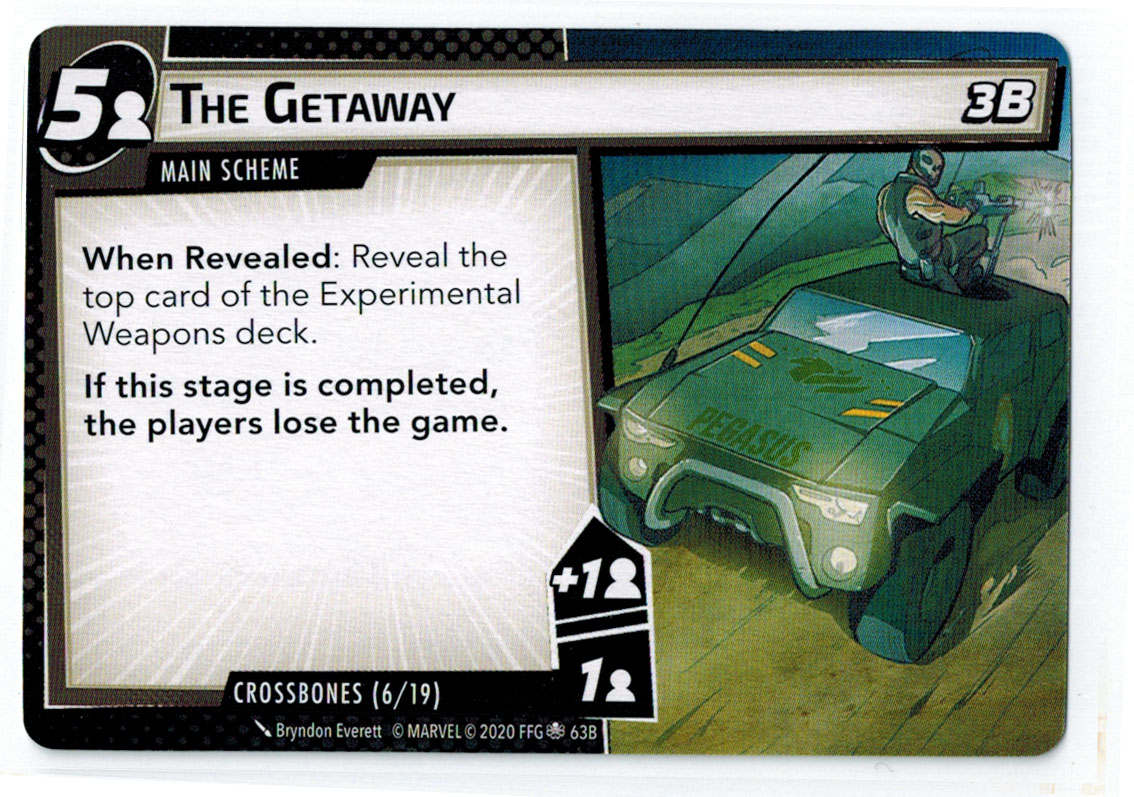 5
THE GETAWAY
3B
MAIN SCHEME
When Revealed: Reveal the
top card of the Experimental
Weapons deck.
If this stage is completed,
the players lose the game.
PEGASUS
+1
1
CROSSBONES (6/19)
Bryndon Everett © MARVEL © 2020 FFG 63B